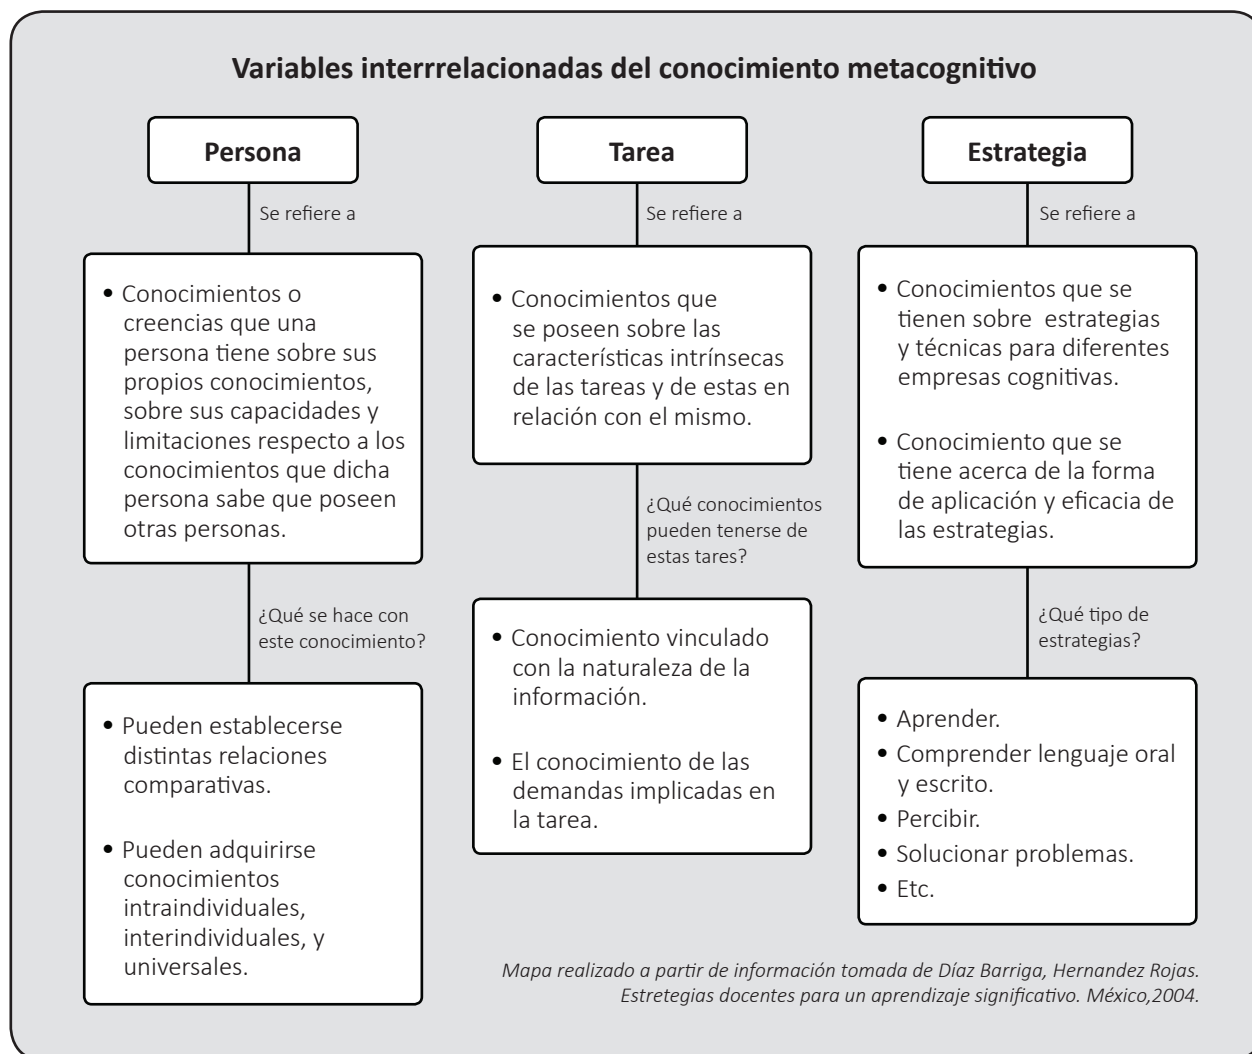 Variables interrrelacionadas del conocimiento metacognitivo
Persona
Se refiere a
• Conocimientos o
creencias que una
persona tiene sobre sus
propios conocimientos,
sobre sus capacidades y
limitaciones respecto a los
conocimientos que dicha
persona sabe que poseen
otras personas.
¿Qué se hace con
este conocimiento?
• Pueden establecerse
distintas relaciones
comparativas.
• Pueden adquirirse
conocimientos
intraindividuales,
interindividuales, y
universales.
Tarea
Se refiere a
• Conocimientos que
se poseen sobre las
características intrínsecas
de las tareas y de estas en
relación con el mismo.
¿Qué conocimientos
pueden tenerse de
estas tares?
• Conocimiento vinculado
con la naturaleza de la
información.
• El conocimiento de las
demandas implicadas en
la tarea.
Estrategia
Se refiere a
• Conocimientos que se
tienen sobre estrategias
y técnicas para diferentes
empresas cognitivas.
• Conocimiento que se
tiene acerca de la forma
de aplicación y eficacia de
las estrategias.
¿Qué tipo de
estrategias?
• Aprender.
• Comprender lenguaje oral
y escrito.
• Percibir.
• Solucionar problemas.
• Etc.
Mapa realizado a partir de información tomada de Díaz Barriga, Hernandez Rojas.
Estretegias docentes para un aprendizaje significativo. México,2004.